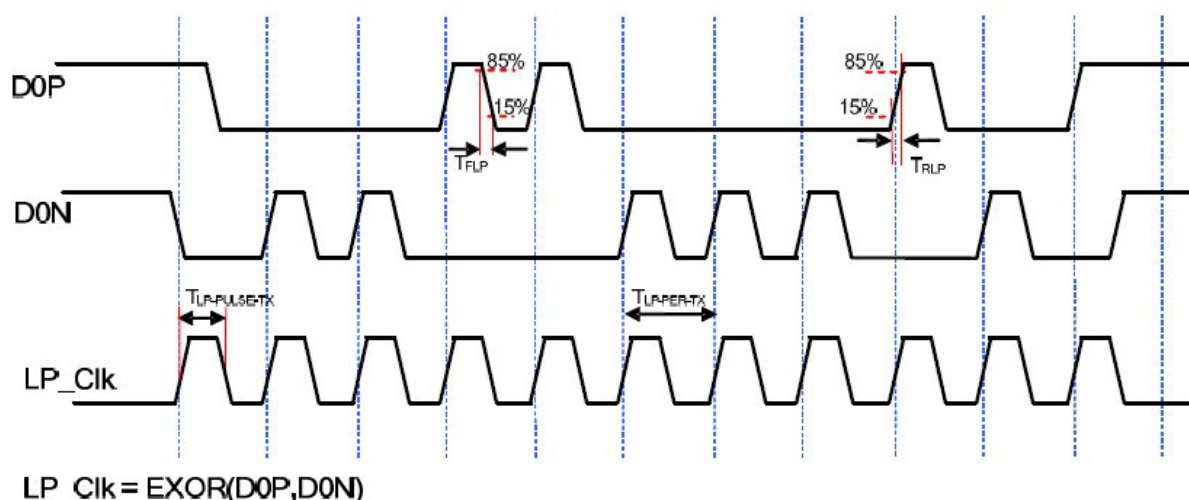 D0P
85%
15%
TFLP
85%
15%
TRLP
D0N
TLP-PULSE-TX
TLP-PER-TX
LP_Clk
LP_Clk = EXOR(D0P,D0N)